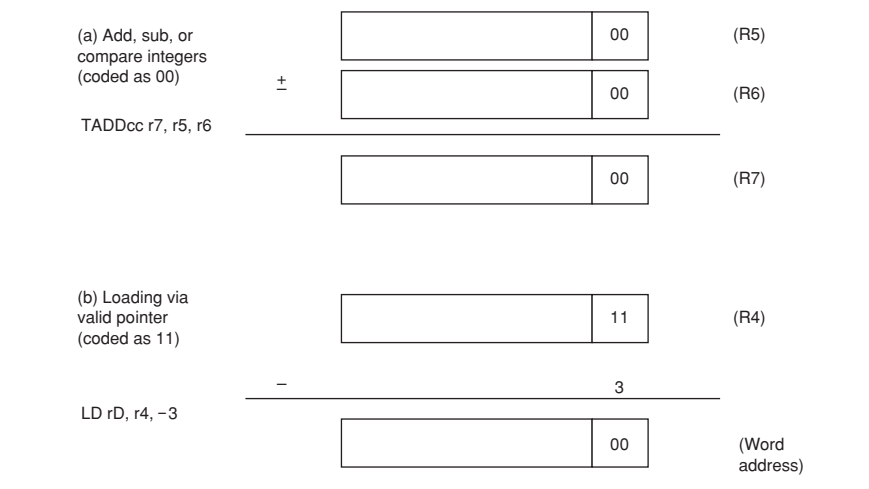 (a) Add, sub, or
compare integers
(coded as 00)
TADDcc r7, r5, r6
00 (R5)
± 00 (R6)
00 (R7)
(b) Loading via
valid pointer
(coded as 11)
LD rD, r4, −3
11 (R4)
− 3
00 (Word
address)